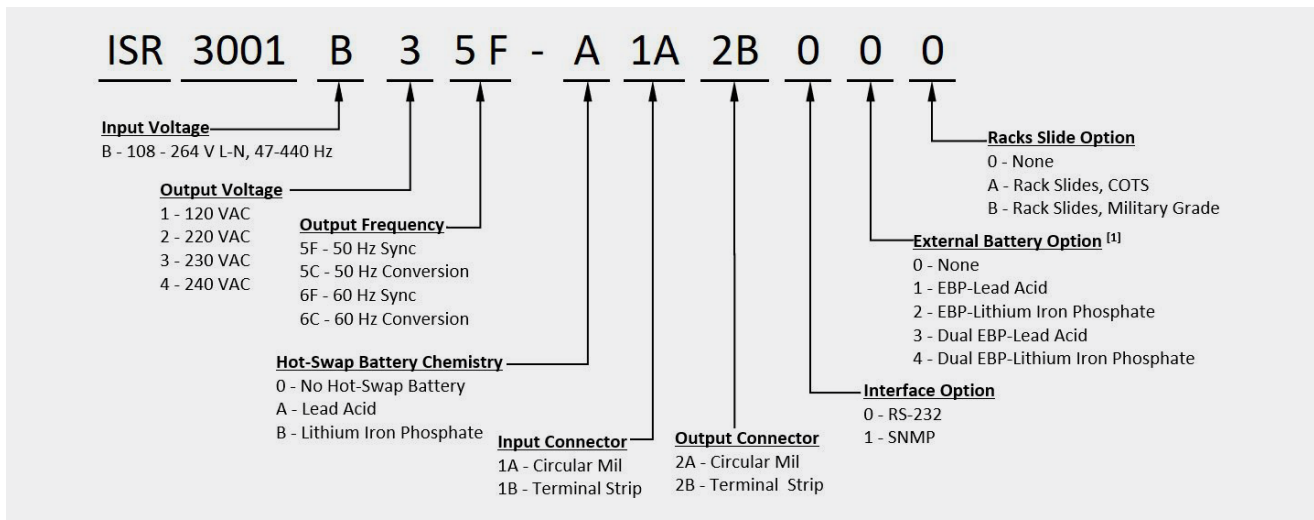 ISR 3001 B 3 5 F - A 1A 2B 0 0 0
Input Voltage
B - 108 - 264 V L-N, 47-440 Hz
Output Voltage
1 - 120 VAC
2 - 220 VAC
3 - 230 VAC
4 - 240 VAC
Output Frequency
5F - 50 Hz Sync
5C - 50 Hz Conversion
6F - 60 Hz Sync
6C - 60 Hz Conversion
Hot-Swap Battery Chemistry
0 - No Hot-Swap Battery
A - Lead Acid
B - Lithium Iron Phosphate
Input Connector
1A - Circular Mil
1B - Terminal Strip
Output Connector
2A - Circular Mil
2B - Terminal Strip
Interface Option
0 - RS-232
1 - SNMP
External Battery Option [1]
0 - None
1 - EBP-Lead Acid
2 - EBP-Lithium Iron Phosphate
3 - Dual EBP-Lead Acid
4 - Dual EBP-Lithium Iron Phosphate
Racks Slide Option
0 - None
A - Rack Slides, COTS
B - Rack Slides, Military Grade